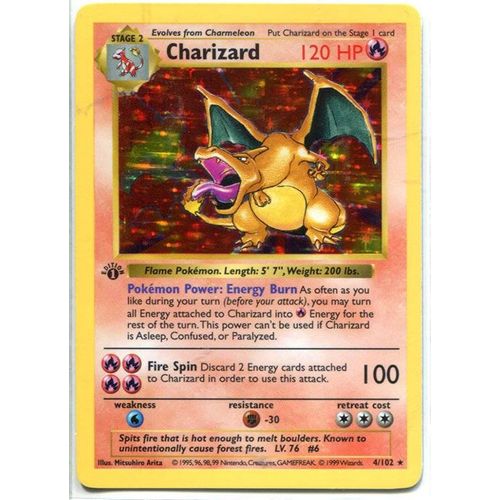 Evolves from Charmeleon Put Charizard on the Stage 1 card
STAGE 2
Charizard 120 HP
EDITION
1
Flame Pokémon. Length: 5' 7", Weight: 200 lbs.
Pokémon Power: Energy Burn As often as you
like during your turn (before your attack), you may turn
all Energy attached to Charizard into Energy for
the rest of the turn. This power can't be used if Charizard
is Asleep, Confused, or Paralyzed.
Fire Spin Discard 2 Energy cards attached
to Charizard in order to use this attack.
100
weakness resistance retreat cost
-30
Spits fire that is hot enough to melt boulders. Known to
unintentionally cause forest fires. LV. 76 #6
Illus. Mitsuhiro Arita © 1995, 96, 98, 99 Nintendo, Creatures, GAMEFREAK. © 1999 Wizards. 4/102 ★